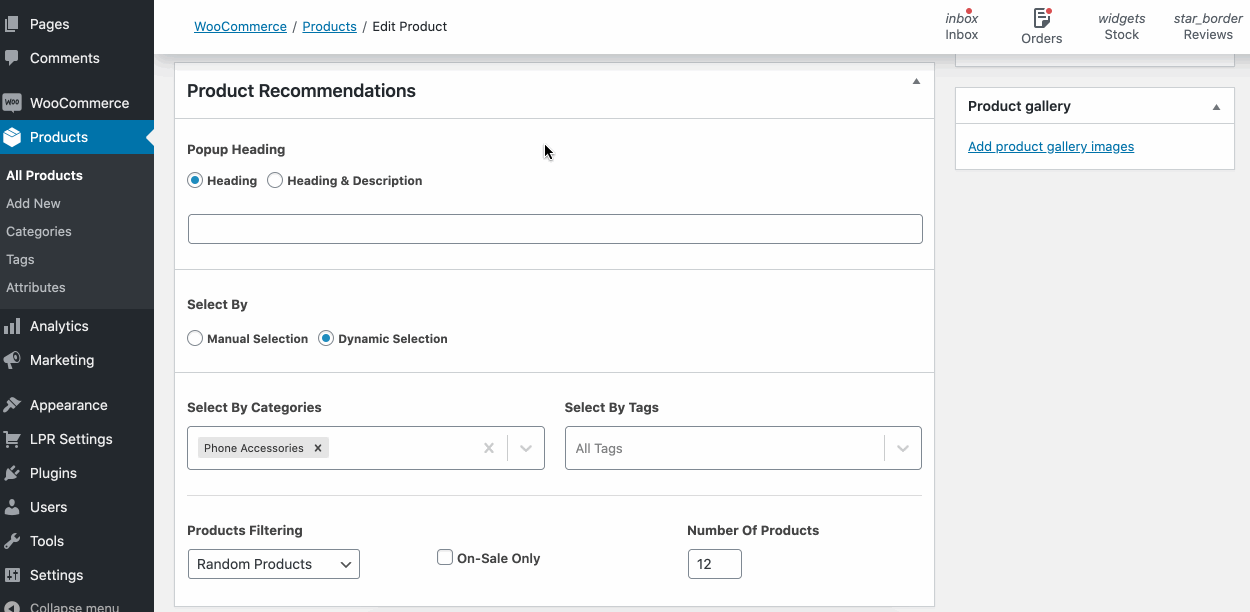 Pages
Comments
WOO WooCommerce
Products
All Products
Add New
Categories
Tags
Attributes
Analytics
Marketing
Appearance
LPR Settings
Plugins
Users
Tools
Settings
Collapse menu
WooCommerce / Products / Edit Product
inbox
Inbox
Orders
widgets
Stock
star_border
Reviews
Product Recommendations
Popup Heading
Heading Heading & Description
Select By
Manual Selection Dynamic Selection
Select By Categories Select By Tags
Phone Accessories All Tags
Products Filtering Number Of Products
Random Products On-Sale Only 12
Product gallery
Add product gallery images